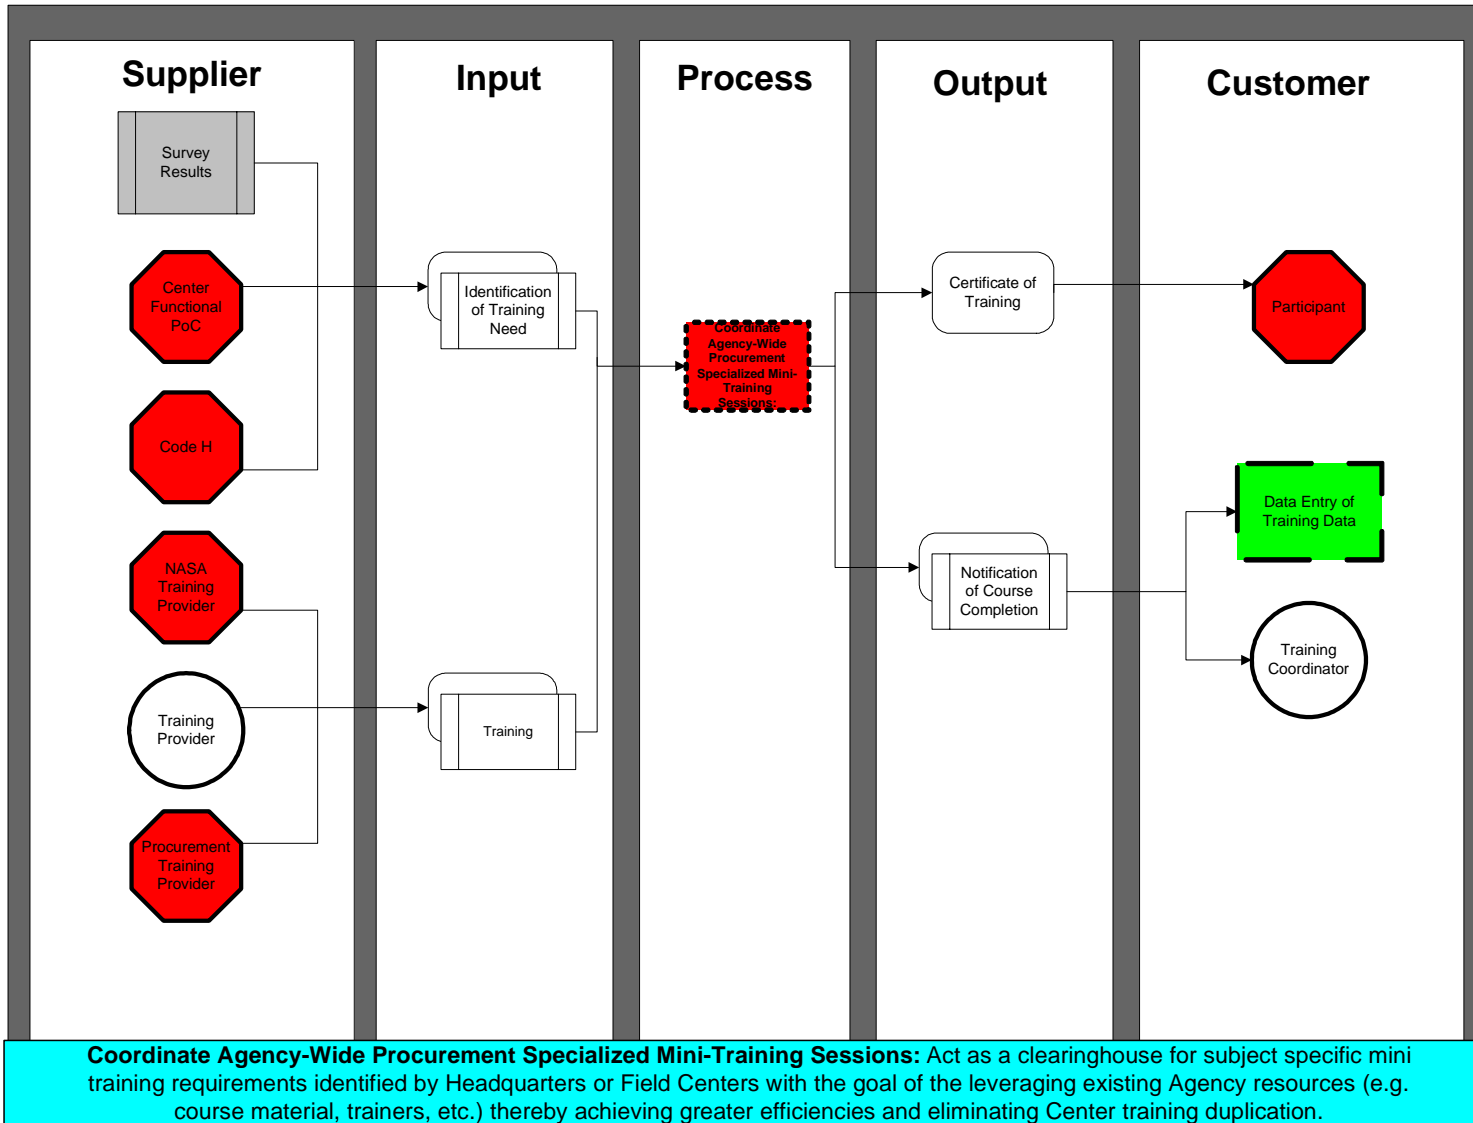 Supplier
Input
Process
Output
Customer
Survey
Results
Center
Functional
PoC
Code H
NASA
Training
Provider
Training
Provider
Procurement
Training
Provider
Identification
of Training
Need
Training
Coordinate
Agency-Wide
Procurement
Specialized Mini-
Training
Sessions:
Certificate of
Training
Notification
of Course
Completion
Participant
Data Entry of
Training Data
Training
Coordinator
Coordinate Agency-Wide Procurement Specialized Mini-Training Sessions: Act as a clearinghouse for subject specific mini
training requirements identified by Headquarters or Field Centers with the goal of the leveraging existing Agency resources (e.g.
course material, trainers, etc.) thereby achieving greater efficiencies and eliminating Center training duplication.